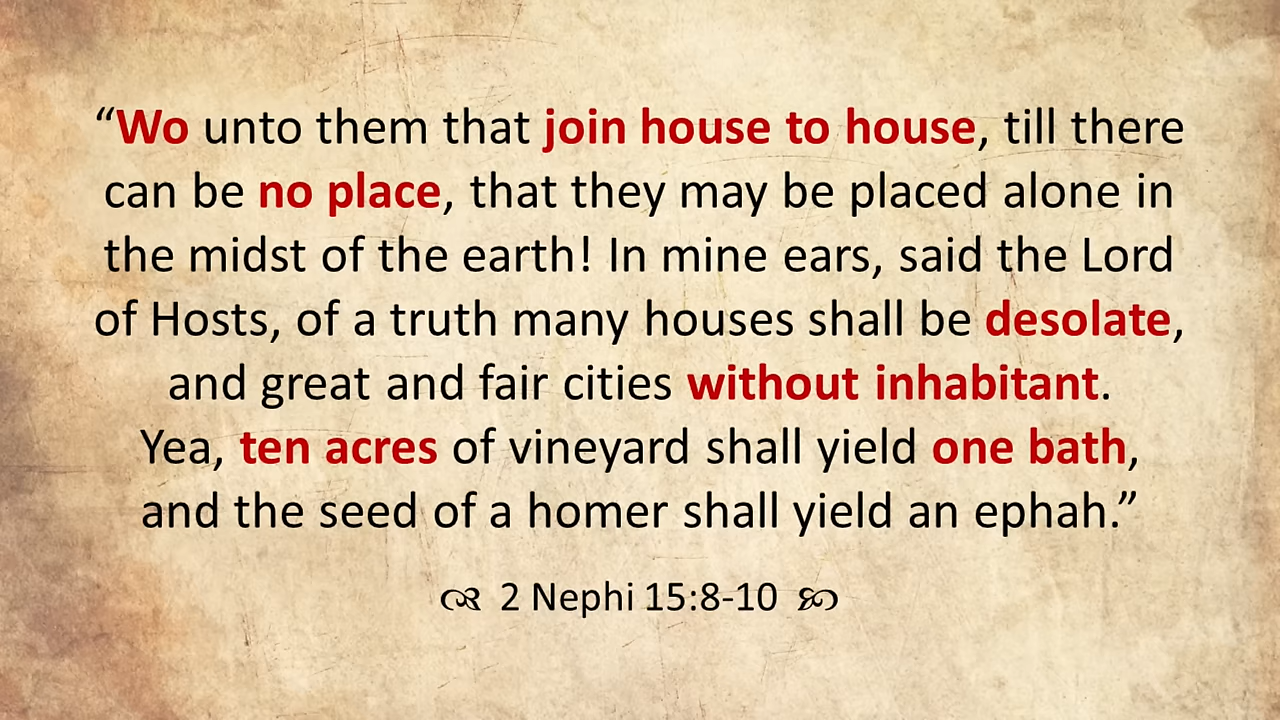 “Wo unto them that join house to house, till there
can be no place, that they may be placed alone in
the midst of the earth! In mine ears, said the Lord
of Hosts, of a truth many houses shall be desolate,
and great and fair cities without inhabitant.
Yea, ten acres of vineyard shall yield one bath,
and the seed of a homer shall yield an ephah.”
2 Nephi 15:8-10